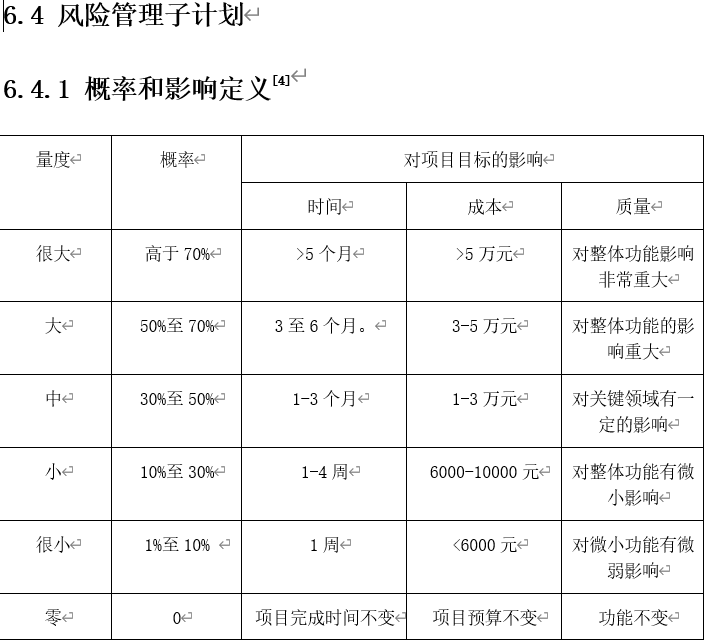 6.4 风险管理子计划
6.4.1 概率和影响定义[4]
量度 概率 对项目目标的影响
时间 成本 质量
很大 高于 70% >5 个月 >5 万元 对整体功能影响
非常重大
大 50%至 70% 3 至 6 个月。 3-5 万元 对整体功能的影
响重大
中 30%至 50% 1-3 个月 1-3 万元 对关键领域有一
定的影响
小 10%至 30% 1-4 周 6000-10000 元 对整体功能有微
小影响
很小 1%至 10% 1 周 <6000 元 对微小功能有微
弱影响
零 0 项目完成时间不变 项目预算不变 功能不变